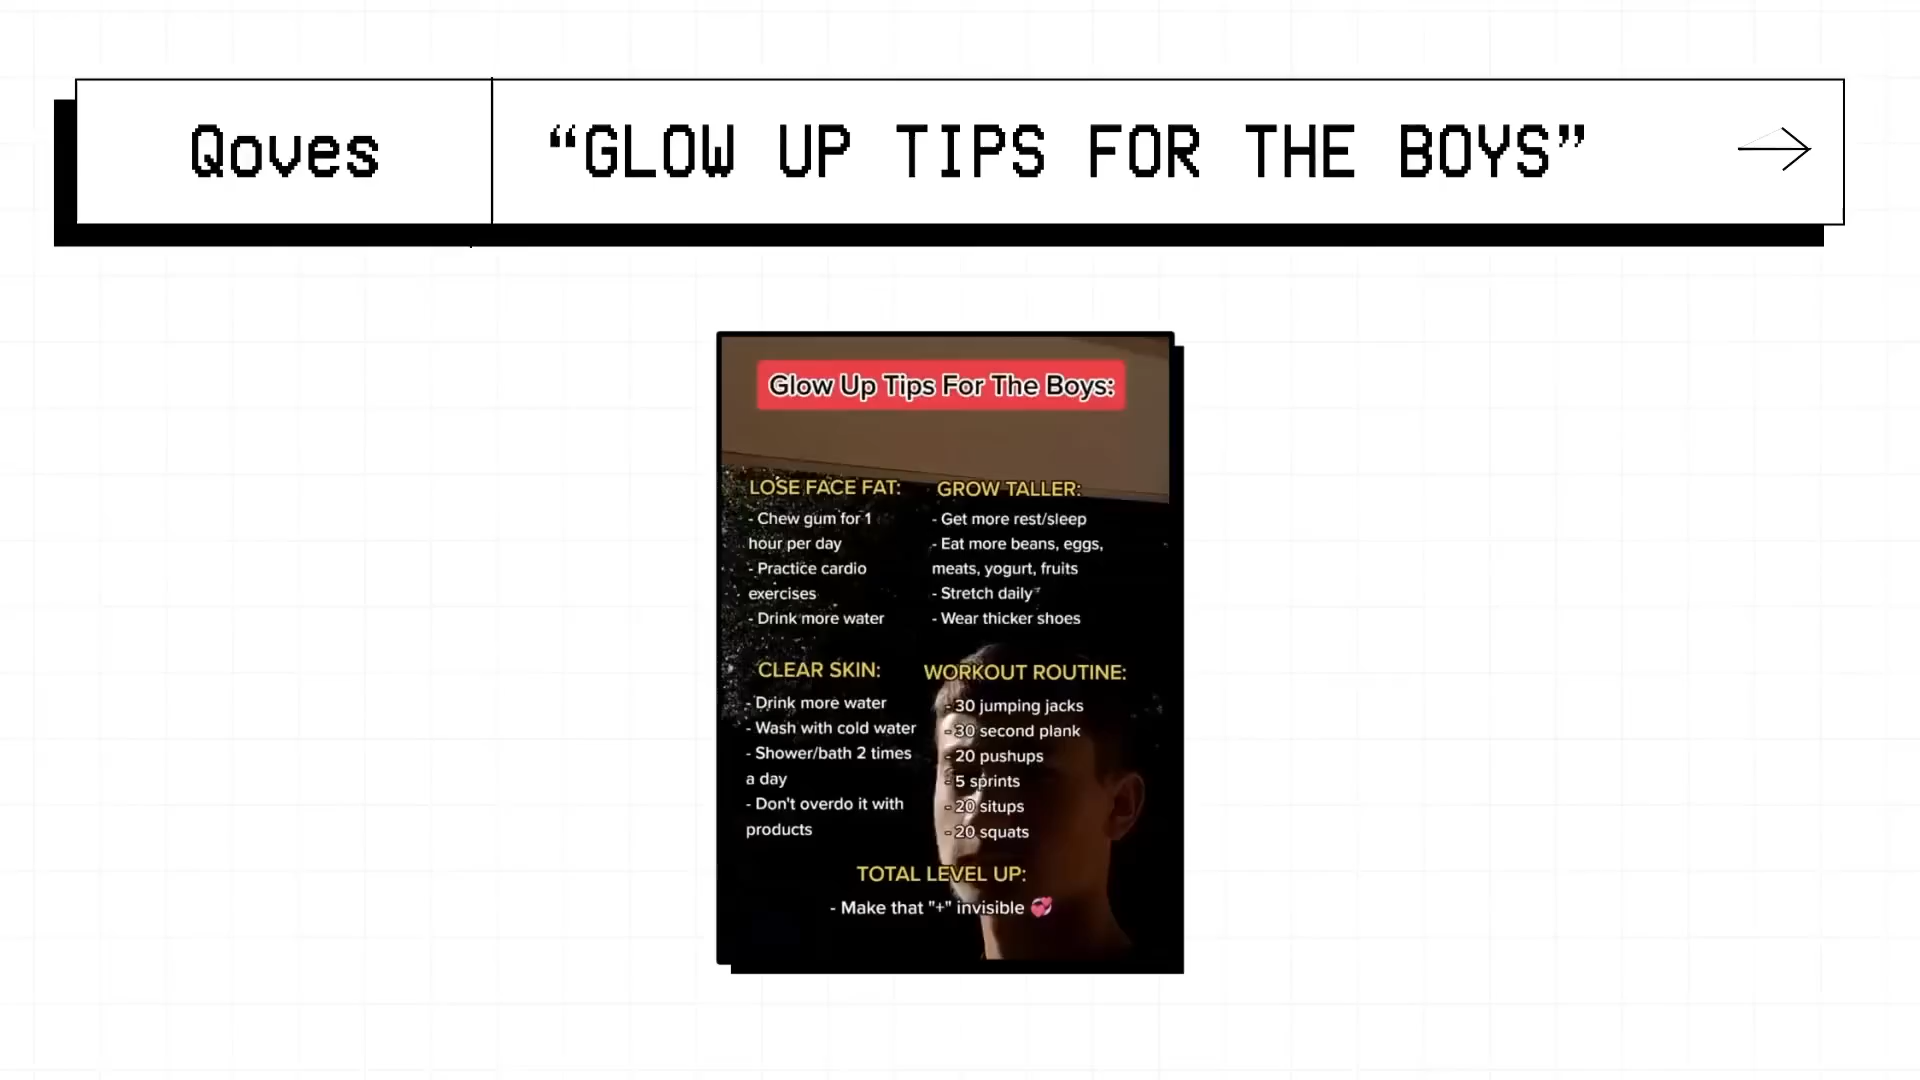 Qoves
“GLOW UP TIPS FOR THE BOYS”
Glow Up Tips For The Boys:
LOSE FACE FAT:
- Chew gum for 1
hour per day
- Practice cardio
exercises
- Drink more water
GROW TALLER:
- Get more rest/sleep
- Eat more beans, eggs,
meats, yogurt, fruits
- Stretch daily
- Wear thicker shoes
CLEAR SKIN:
- Drink more water
- Wash with cold water
- Shower/bath 2 times
a day
- Don't overdo it with
products
WORKOUT ROUTINE:
- 30 jumping jacks
- 30 second plank
- 20 pushups
- 5 sprints
- 20 situps
- 20 squats
TOTAL LEVEL UP:
- Make that "+" invisible 💞